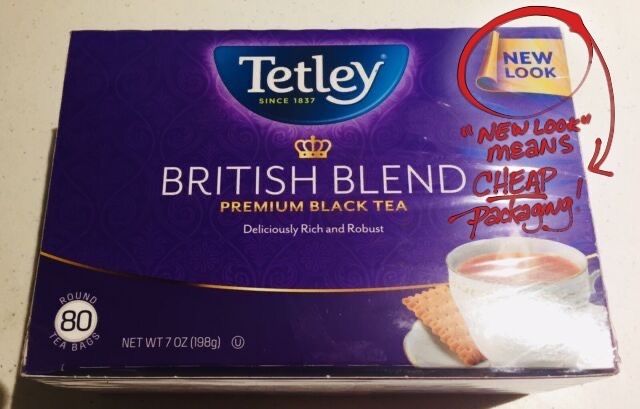 Tetley
SINCE 1837
NEW
LOOK
"NEW LOOK"
MEANS
CHEAP
Packaging!
BRITISH BLEND
PREMIUM BLACK TEA
Deliciously Rich and Robust
ROUND
80
TEA BAGS
NET WT 7 OZ (198g) U